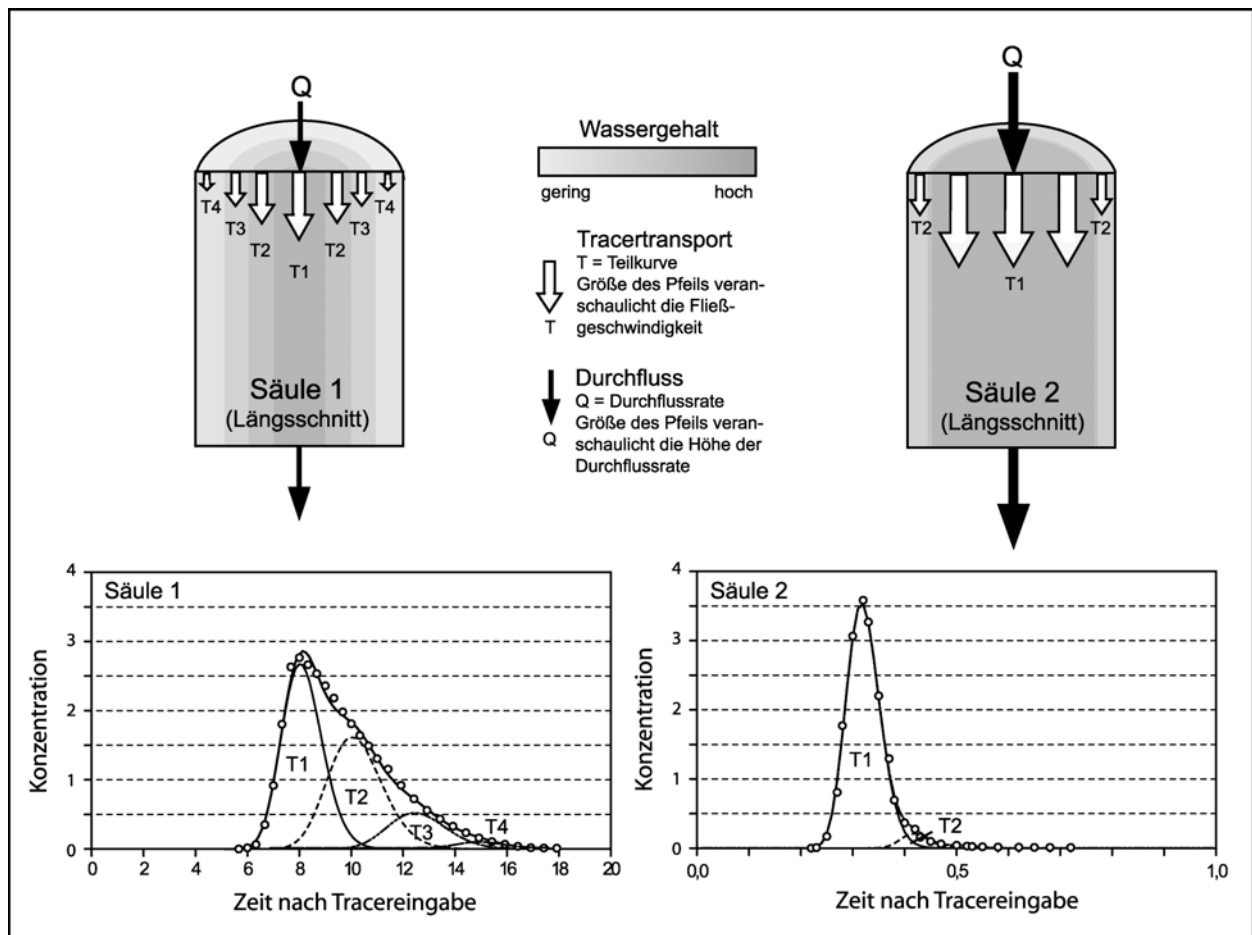 Q
T4
T3
T2
T1
T2
T3
T4
Säule 1
(Längsschnitt)
Wassergehalt
gering
hoch
Tracertransport
T = Teilkurve
Größe des Pfeils veran-
schaulicht die Fließ-
geschwindigkeit
T
Durchfluss
Q = Durchflussrate
Größe des Pfeils veran-
schaulicht die Höhe der
Durchflussrate
Q
Q
T2
T1
T2
Säule 2
(Längsschnitt)
Säule 1
Konzentration
4
3
2
1
0
T1
T2
T3
T4
0 2 4 6 8 10 12 14 16 18 20
Zeit nach Tracereingabe
Säule 2
Konzentration
4
3
2
1
0
T1
T2
0,0 0,5 1,0
Zeit nach Tracereingabe